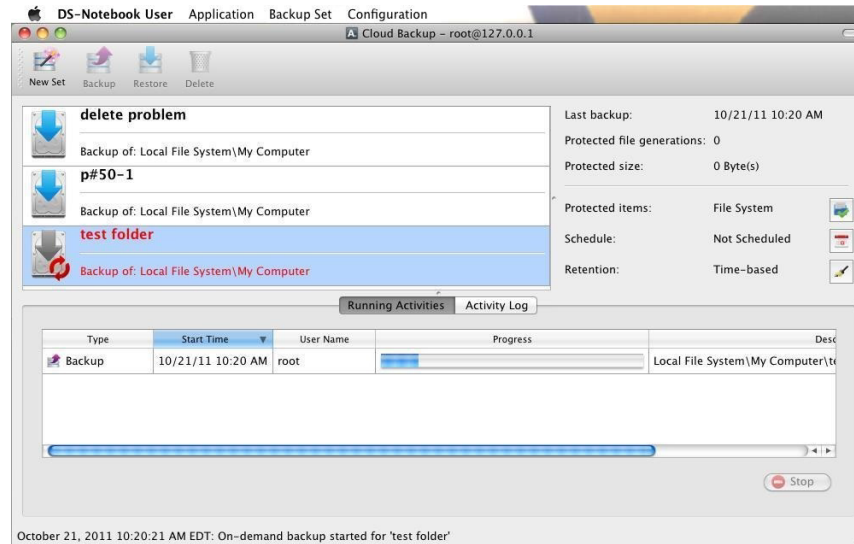 DS-Notebook User Application Backup Set Configuration
A Cloud Backup – root@127.0.0.1
New Set Backup Restore Delete
delete problem
Backup of: Local File System\My Computer
p#50-1
Backup of: Local File System\My Computer
test folder
Backup of: Local File System\My Computer
Last backup: 10/21/11 10:20 AM
Protected file generations: 0
Protected size: 0 Byte(s)
Protected items: File System
Schedule: Not Scheduled
Retention: Time-based
Running Activities Activity Log
Type Start Time User Name Progress Desc
Backup 10/21/11 10:20 AM root Local File System\My Computer\te
Stop
October 21, 2011 10:20:21 AM EDT: On-demand backup started for 'test folder'